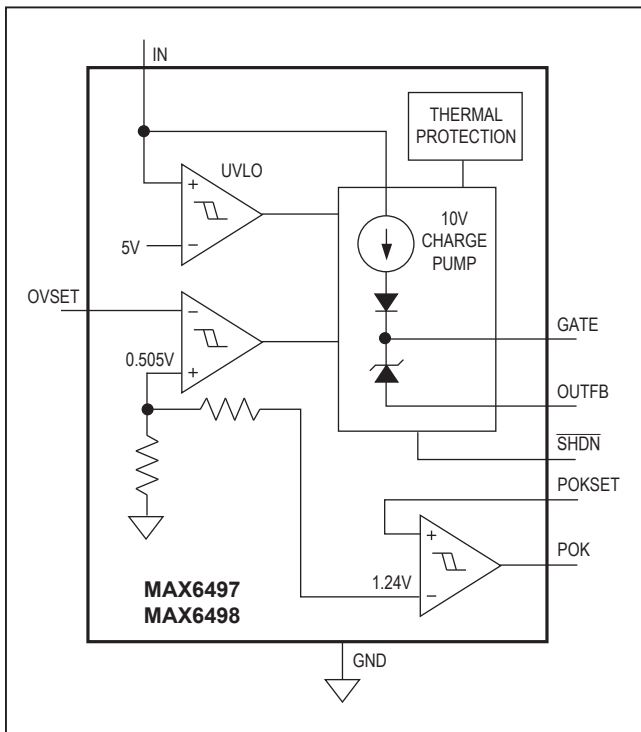 IN
THERMAL
PROTECTION
UVLO
+
10V
CHARGE
PUMP
5V
−
OVSET
−
GATE
0.505V
+
OUTFB
SHDN
POKSET
+
POK
1.24V
−
MAX6497
MAX6498
GND